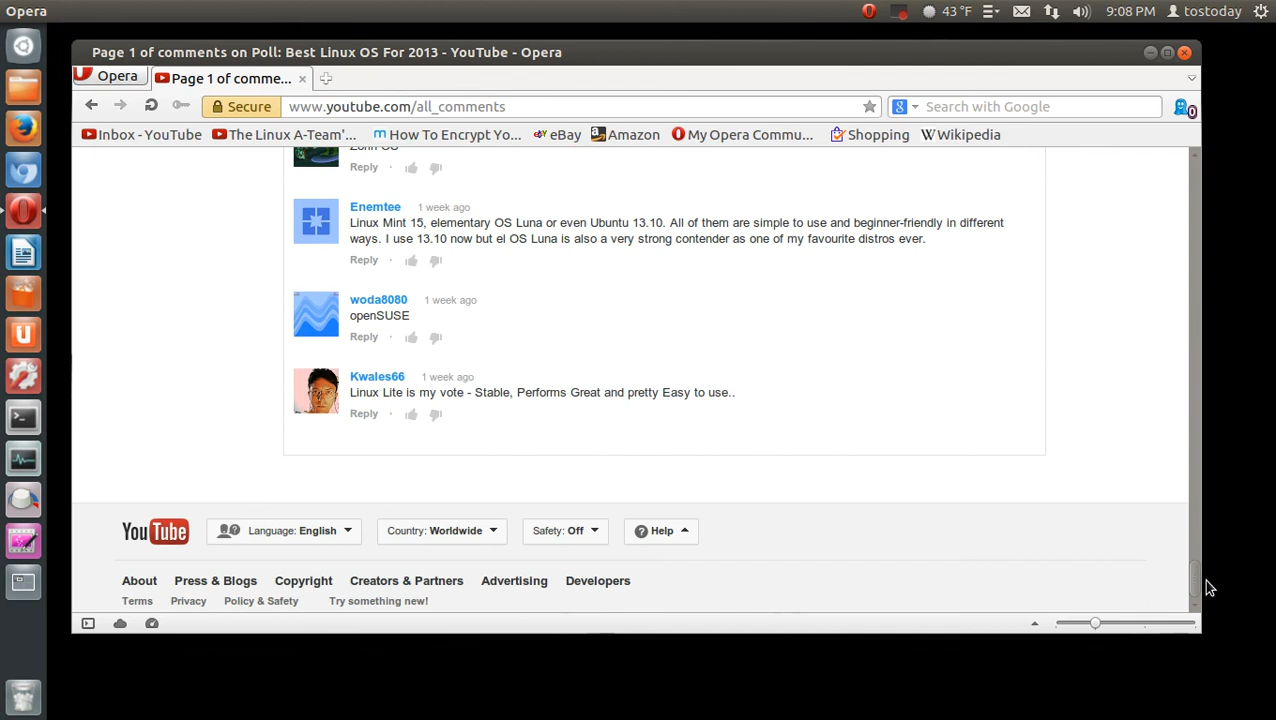 Opera
43 °F
9:08 PM
tostoday
Page 1 of comments on Poll: Best Linux OS For 2013 - YouTube - Opera
Opera
Page 1 of comme...
Secure
www.youtube.com/all_comments
Search with Google
0
Inbox - YouTube
The Linux A-Team'...
How To Encrypt Yo...
eBay
Amazon
My Opera Commu...
Shopping
Wikipedia
Zorin OS
Reply ·
Enemtee 1 week ago
Linux Mint 15, elementary OS Luna or even Ubuntu 13.10. All of them are simple to use and beginner-friendly in different
ways. I use 13.10 now but el OS Luna is also a very strong contender as one of my favourite distros ever.
Reply ·
woda8080 1 week ago
openSUSE
Reply ·
Kwales66 1 week ago
Linux Lite is my vote - Stable, Performs Great and pretty Easy to use..
Reply ·
YouTube
Language: English
Country: Worldwide
Safety: Off
Help
About Press & Blogs Copyright Creators & Partners Advertising Developers
Terms Privacy Policy & Safety Try something new!